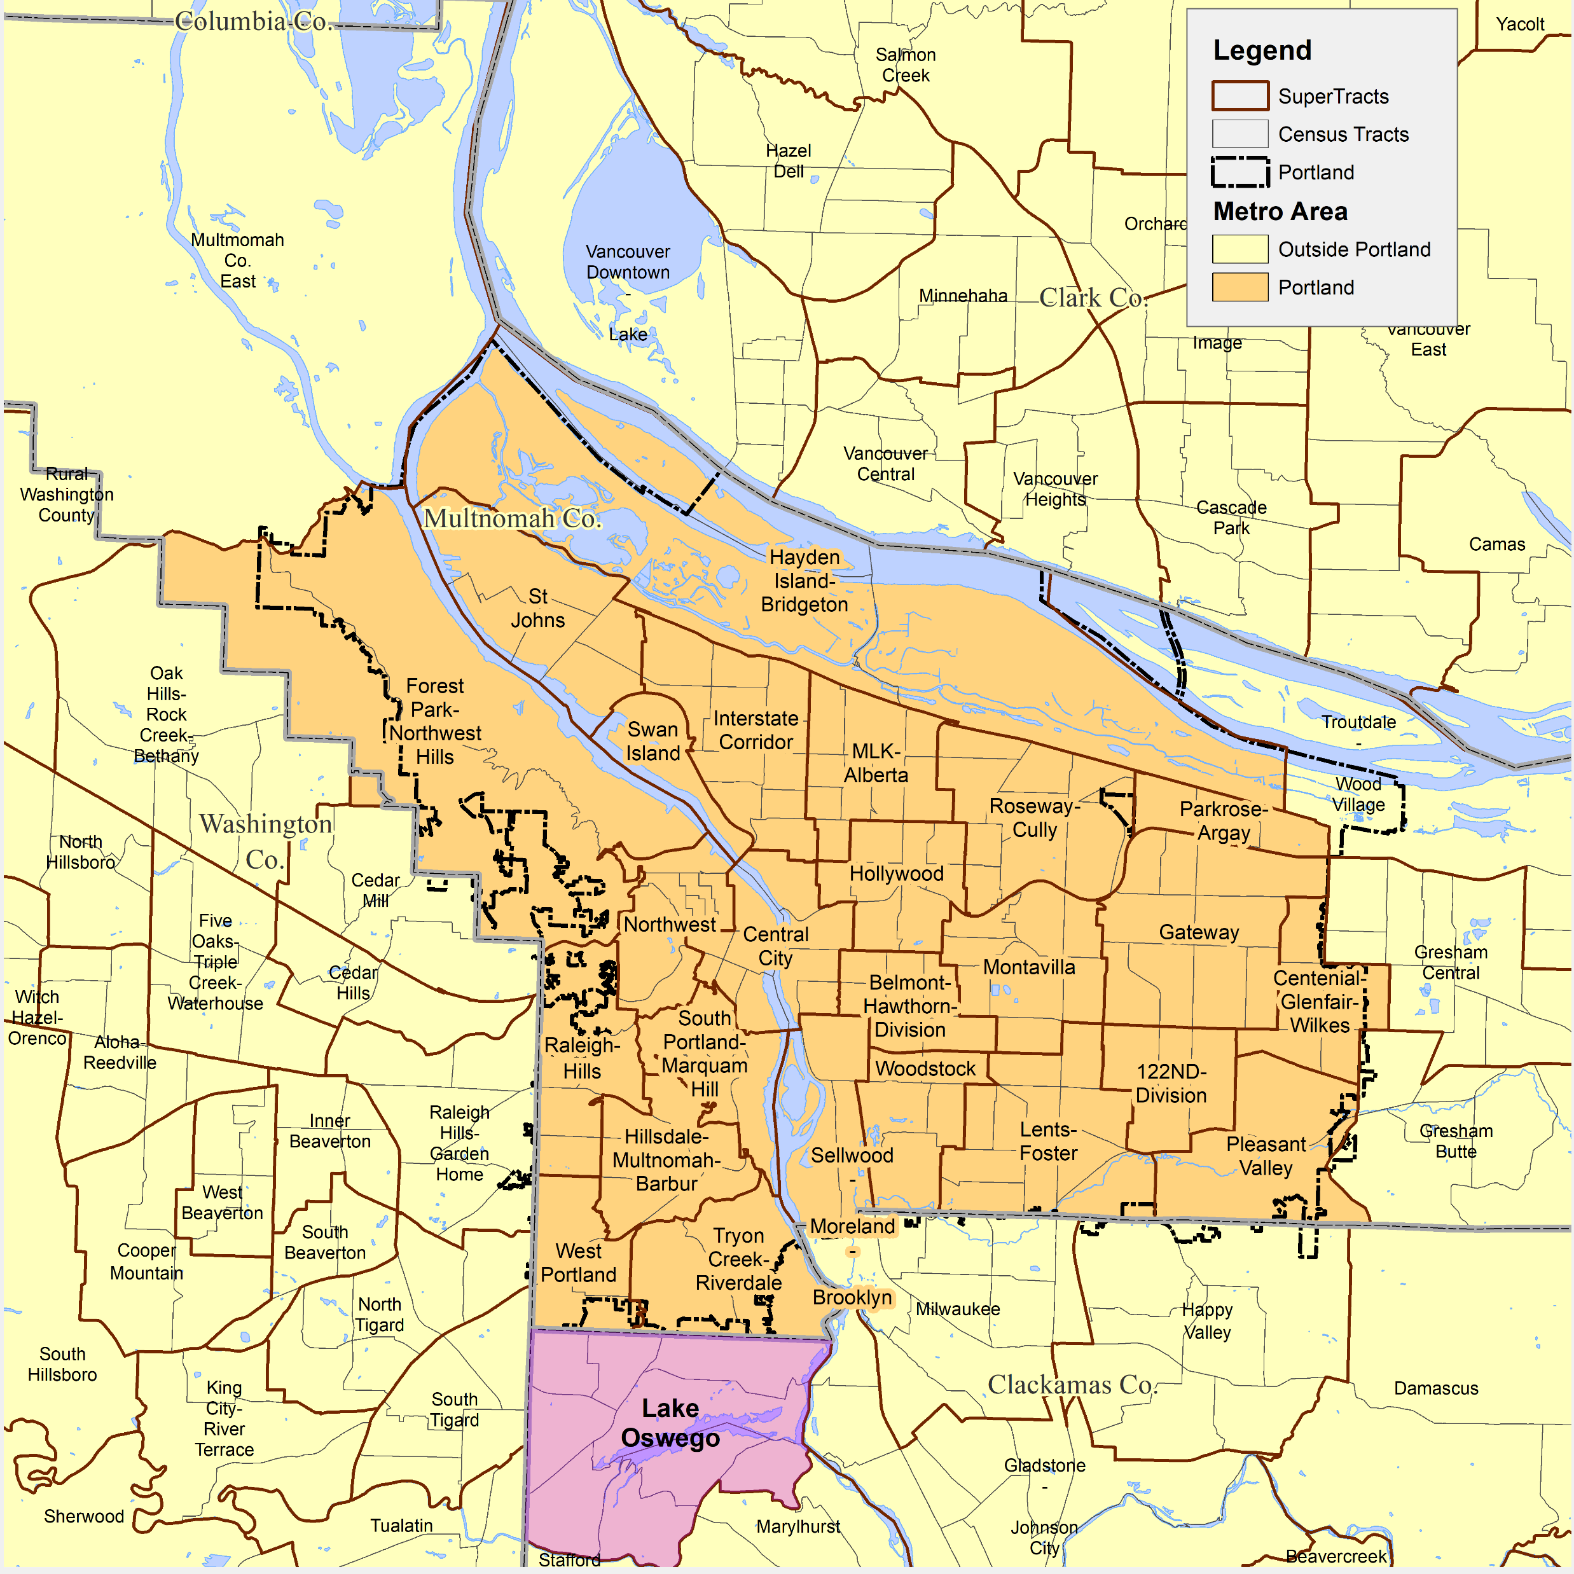 Columbia Co.
Salmon
Creek
Yacolt
Legend
SuperTracts
Census Tracts
Portland
Metro Area
Outside Portland
Portland
Hazel
Dell
Orchard
Multmomah
Co.
East
Vancouver
Downtown
-
Lake
Minnehaha
Clark Co.
Image
Vancouver
East
Rural
Washington
County
Vancouver
Central
Vancouver
Heights
Cascade
Park
Camas
Multnomah Co.
Hayden
Island-
Bridgeton
St
Johns
Oak
Hills-
Rock
Creek-
Bethany
Forest
Park-
Northwest
Hills
Swan
Island
Interstate
Corridor
MLK-
Alberta
Troutdale
-
Wood
Village
Roseway-
Cully
Parkrose-
Argay
Washington
Co.
North
Hillsboro
Cedar
Mill
Hollywood
Northwest
Central
City
Gateway
Five
Oaks-
Triple
Creek-
Waterhouse
Cedar
Hills
Montavilla
Belmont-
Hawthorn-
Division
Centennial-
Glenfair-
Wilkes
Gresham
Central
Witch
Hazel-
Orenco
Aloha-
Reedville
Raleigh-
Hills
South
Portland-
Marquam
Hill
Woodstock
122ND-
Division
Inner
Beaverton
Raleigh
Hills-
Garden
Home
Hillsdale-
Multnomah-
Barbur
Sellwood
-
Moreland
-
Brooklyn
Lents-
Foster
Pleasant
Valley
Gresham
Butte
West
Beaverton
South
Beaverton
Cooper
Mountain
West
Portland
Tryon
Creek-
Riverdale
North
Tigard
Milwaukee
Happy
Valley
South
Hillsboro
King
City-
River
Terrace
South
Tigard
Lake
Oswego
Clackamas Co.
Damascus
Gladstone
-
Johnson
City
Sherwood
Tualatin
Marylhurst
Stafford
Beavercreek